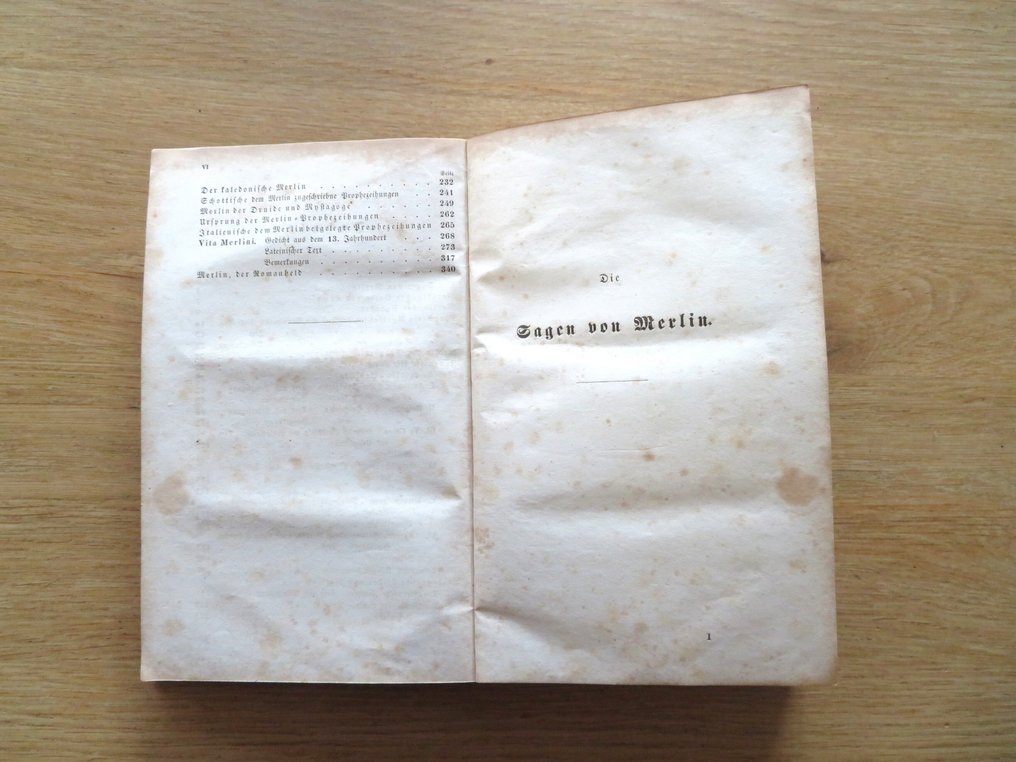 VI
Seite
Der kaledonische Merlin . . . . . . . . . . 232
Schottische dem Merlin zugeschriebne Prophezeihungen . . 241
Merlin der Druide und Mystagoge . . . . . . 249
Ursprung der Merlin-Prophezeihungen . . . . 262
Italienische dem Merlin beigelegte Prophezeihungen 265
Vita Merlini. Gedicht aus dem 13. Jahrhundert . . . . 268
Lateinischer Text . . . . . . . . . 273
Bemerkungen . . . . . . . . . . 317
Merlin, der Romanheld . . . . . . . . . . . 340
Die
Sagen von Merlin.
1